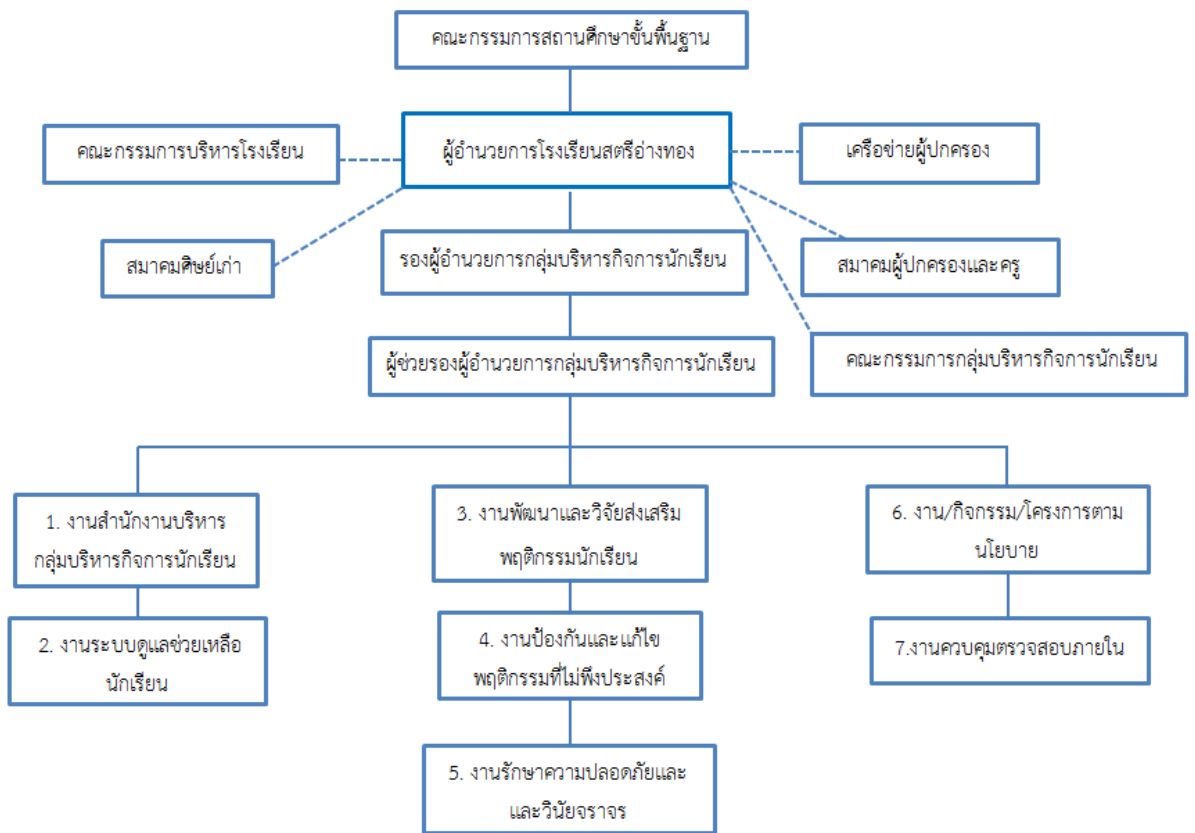 คณะกรรมการสถานศึกษาขั้นพื้นฐาน
คณะกรรมการบริหารโรงเรียน
ผู้อำนวยการโรงเรียนสตรีอ่างทอง
เครือข่ายผู้ปกครอง
สมาคมศิษย์เก่า
รองผู้อำนวยการกลุ่มบริหารกิจการนักเรียน
สมาคมผู้ปกครองและครู
ผู้ช่วยรองผู้อำนวยการกลุ่มบริหารกิจการนักเรียน
คณะกรรมการกลุ่มบริหารกิจการนักเรียน
1. งานสำนักงานบริหาร
กลุ่มบริหารกิจการนักเรียน
2. งานระบบดูแลช่วยเหลือ
นักเรียน
3. งานพัฒนาและวิจัยส่งเสริม
พฤติกรรมนักเรียน
4. งานป้องกันและแก้ไข
พฤติกรรมที่ไม่พึงประสงค์
5. งานรักษาความปลอดภัยและ
และวินัยจราจร
6. งาน/กิจกรรม/โครงการตาม
นโยบาย
7.งานควบคุมตรวจสอบภายใน